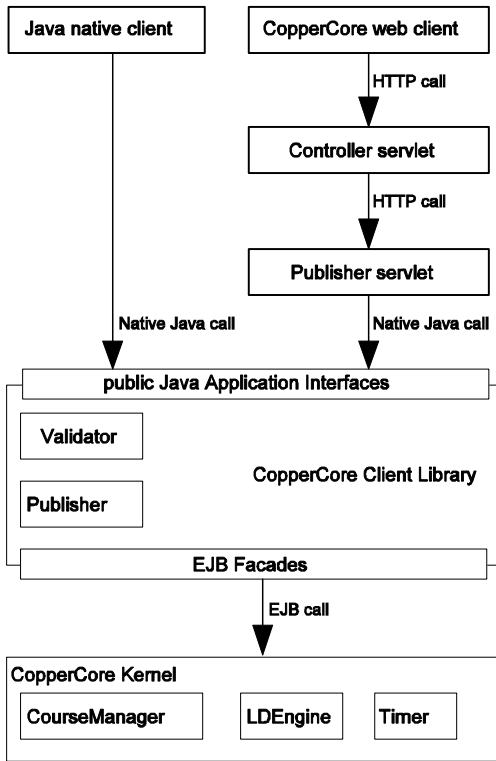 Java native client
CopperCore web client
HTTP call
Controller servlet
HTTP call
Publisher servlet
Native Java call
Native Java call
public Java Application Interfaces
Validator
CopperCore Client Library
Publisher
EJB Facades
EJB call
CopperCore Kernel
CourseManager
LDEngine
Timer